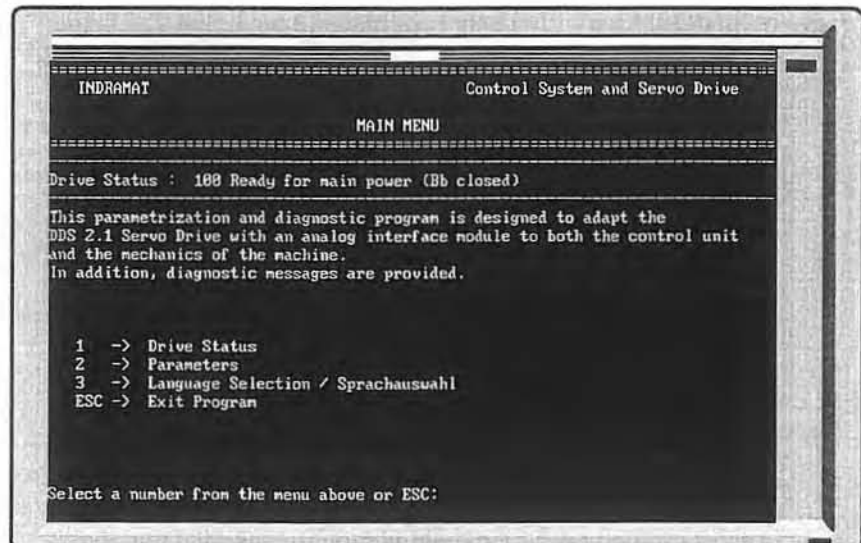 INDRAMAT Control System and Servo Drive
MAIN MENU
Drive Status : 100 Ready for main power (Bb closed)
This parametrization and diagnostic program is designed to adapt the
DDS 2.1 Servo Drive with an analog interface module to both the control unit
and the mechanics of the machine.
In addition, diagnostic messages are provided.
1 -> Drive Status
2 -> Parameters
3 -> Language Selection / Sprachauswahl
ESC -> Exit Program
Select a number from the menu above or ESC: